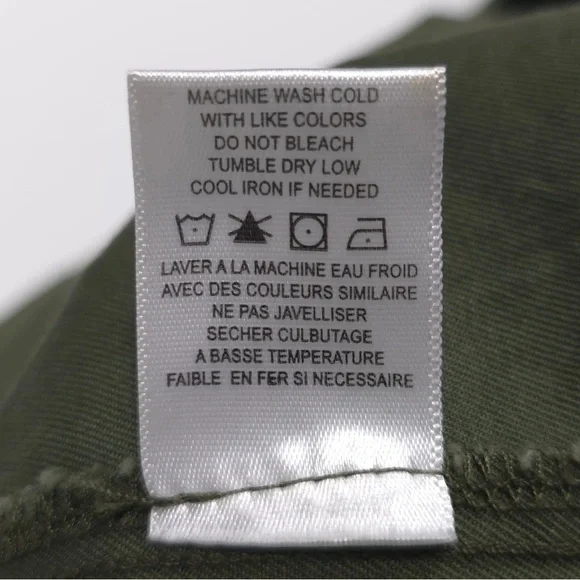 MACHINE WASH COLD
WITH LIKE COLORS
DO NOT BLEACH
TUMBLE DRY LOW
COOL IRON IF NEEDED
LAVER A LA MACHINE EAU FROID
AVEC DES COULEURS SIMILAIRE
NE PAS JAVELLISER
SECHER CULBUTAGE
A BASSE TEMPERATURE
FAIBLE EN FER SI NECESSAIRE